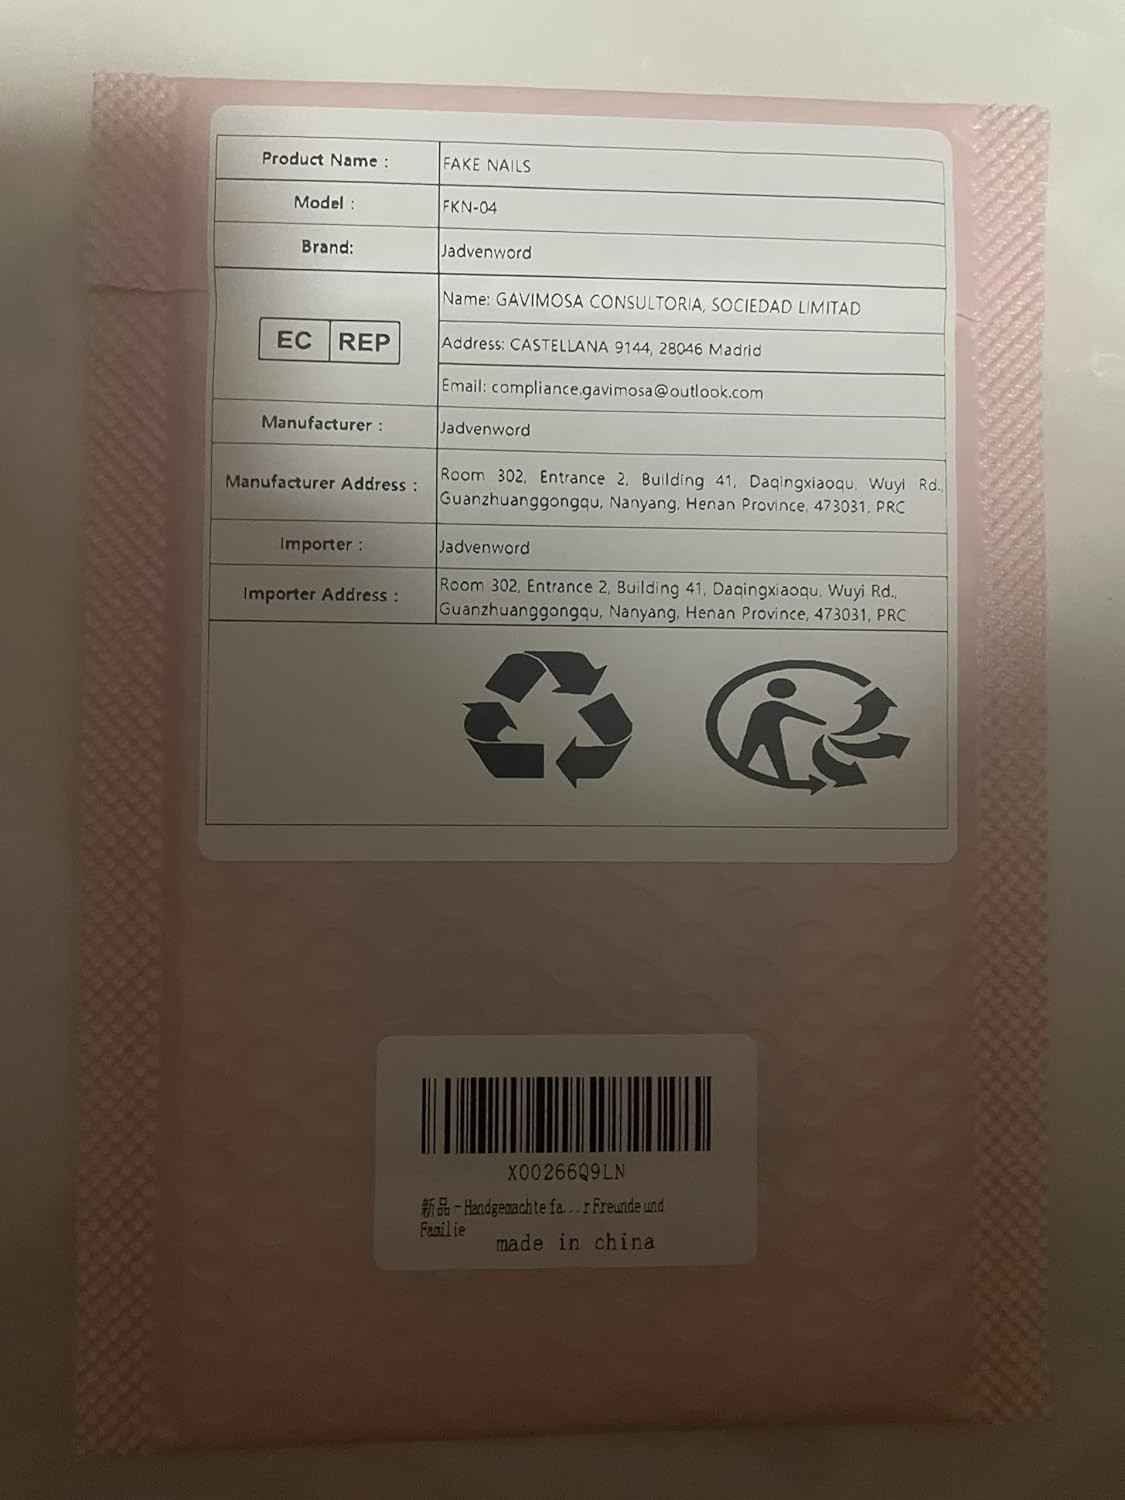 Product Name : FAKE NAILS
Model : FKN-04
Brand: Jadvenword
EC REP
Name: GAVIMOSA CONSULTORIA, SOCIEDAD LIMITAD
Address: CASTELLANA 9144, 28046 Madrid
Email: compliance.gavimosa@outlook.com
Manufacturer : Jadvenword
Manufacturer Address : Room 302, Entrance 2, Building 41, Daqingxiaoqu, Wuyi Rd.,
Guanzhuanggongqu, Nanyang, Henan Province, 473031, PRC
Importer : Jadvenword
Importer Address : Room 302, Entrance 2, Building 41, Daqingxiaoqu, Wuyi Rd.,
Guanzhuanggongqu, Nanyang, Henan Province, 473031, PRC
X00266Q9LN
新品 - Handgemachte fa...r Freunde und
Familie
made in china